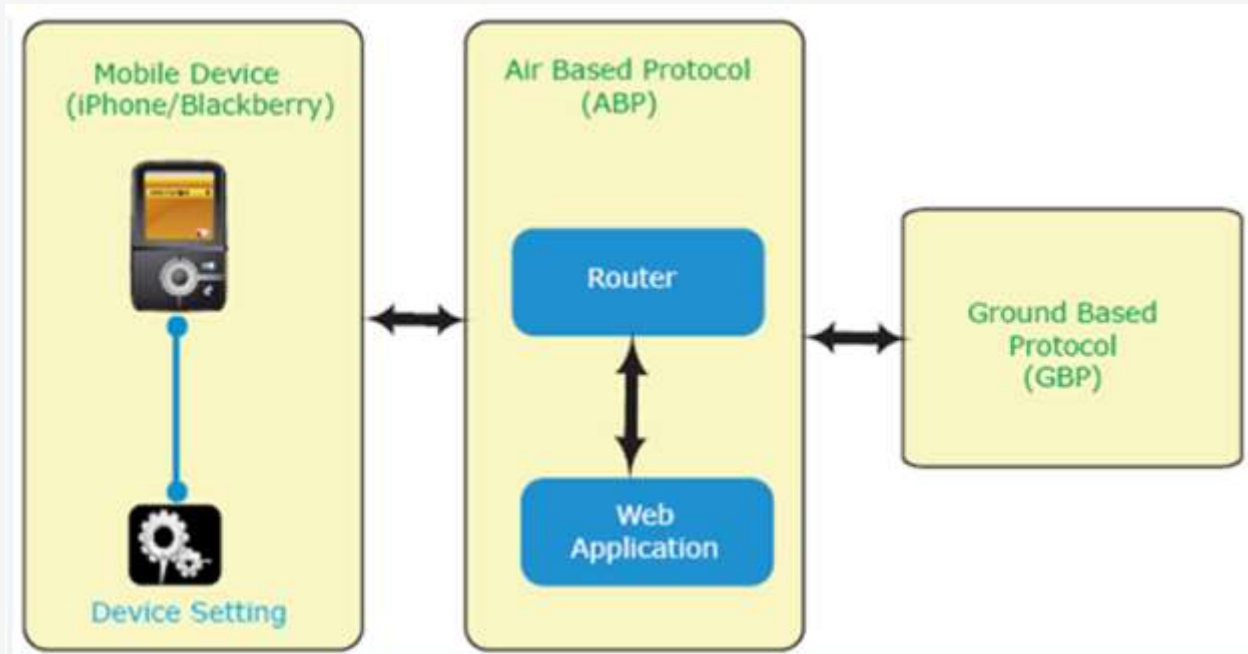 Mobile Device
(iPhone/Blackberry)
Device Setting
Air Based Protocol
(ABP)
Router
Web
Application
Ground Based
Protocol
(GBP)